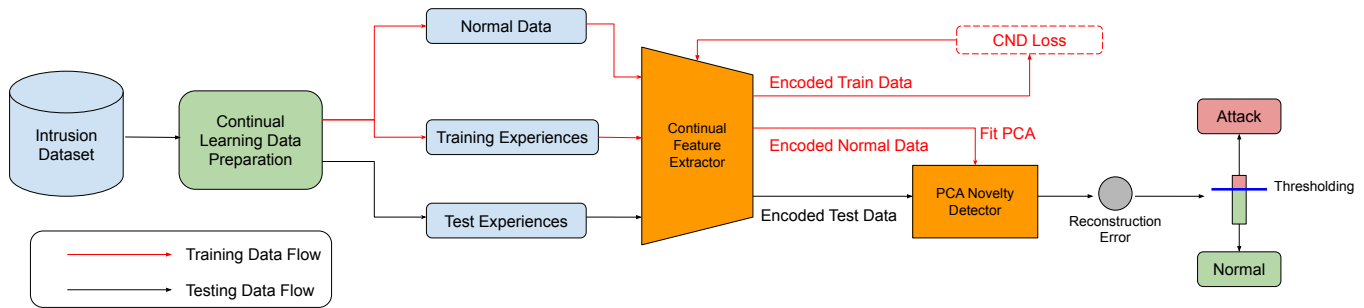 Intrusion
Dataset
Continual
Learning Data
Preparation
Normal Data
Training Experiences
Test Experiences
Continual
Feature
Extractor
CND Loss
Encoded Train Data
Encoded Normal Data
Fit PCA
Encoded Test Data
PCA Novelty
Detector
Reconstruction
Error
Attack
Thresholding
Normal
Training Data Flow
Testing Data Flow